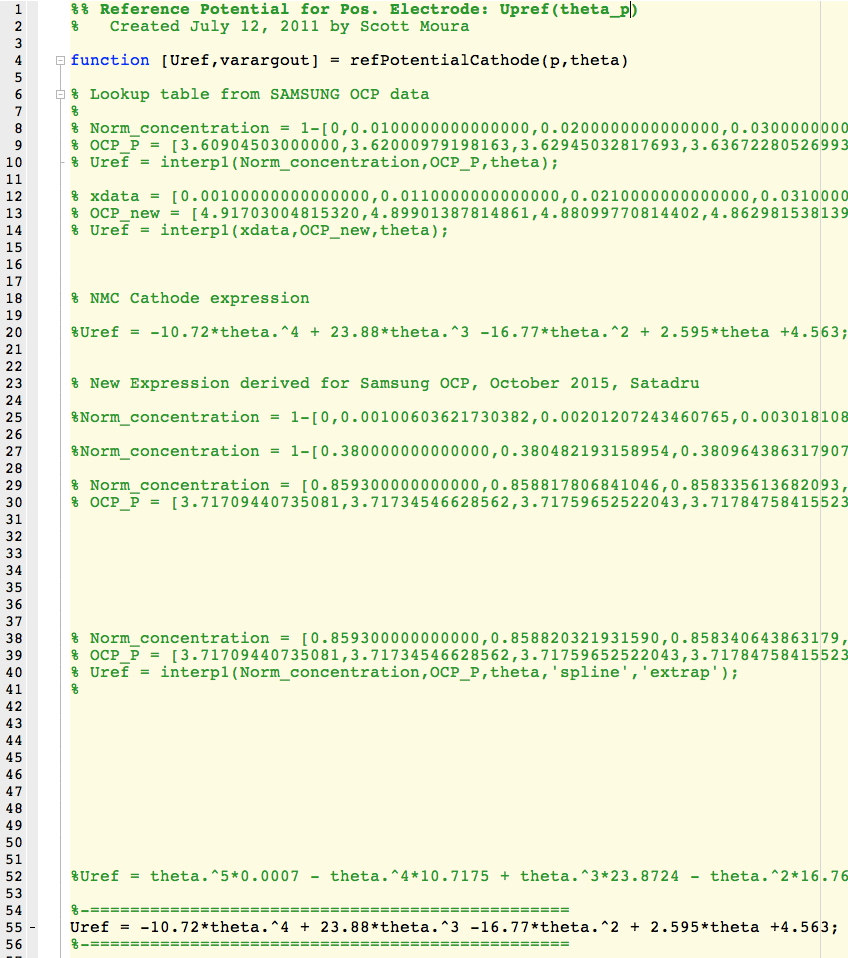 1 %% Reference Potential for Pos. Electrode: Upref(theta_p)
2 %   Created July 12, 2011 by Scott Moura
3
4 function [Uref,varargout] = refPotentialCathode(p,theta)
5
6 % Lookup table from SAMSUNG OCP data
7 %
8 % Norm_concentration = 1-[0,0.0100000000000000,0.0200000000000000,0.0300000000
9 % OCP_P = [3.60904503000000,3.62000979198163,3.62945032817693,3.63672280526993
10 % Uref = interp1(Norm_concentration,OCP_P,theta);
11
12 % xdata = [0.00100000000000000,0.0110000000000000,0.0210000000000000,0.0310000
13 % OCP_new = [4.91703004815320,4.89901387814861,4.88099770814402,4.862981538139
14 % Uref = interp1(xdata,OCP_new,theta);
15
16
17
18 % NMC Cathode expression
19
20 %Uref = -10.72*theta.^4 + 23.88*theta.^3 -16.77*theta.^2 + 2.595*theta +4.563;
21
22
23 % New Expression derived for Samsung OCP, October 2015, Satadru
24
25 %Norm_concentration = 1-[0,0.00100603621730382,0.00201207243460765,0.003018108
26
27 %Norm_concentration = 1-[0.380000000000000,0.380482193158954,0.380964386317907
28
29 % Norm_concentration = [0.859300000000000,0.858817806841046,0.858335613682093,
30 % OCP_P = [3.71709440735081,3.71734546628562,3.71759652522043,3.71784758415523
31
32
33
34
35
36
37
38 % Norm_concentration = [0.859300000000000,0.858820321931590,0.858340643863179,
39 % OCP_P = [3.71709440735081,3.71734546628562,3.71759652522043,3.71784758415523
40 % Uref = interp1(Norm_concentration,OCP_P,theta,'spline','extrap');
41 %
42
43
44
45
46
47
48
49
50
51
52 %Uref = theta.^5*0.0007 - theta.^4*10.7175 + theta.^3*23.8724 - theta.^2*16.76
53
54 %-================================================
55 - Uref = -10.72*theta.^4 + 23.88*theta.^3 -16.77*theta.^2 + 2.595*theta +4.563;
56 %-================================================